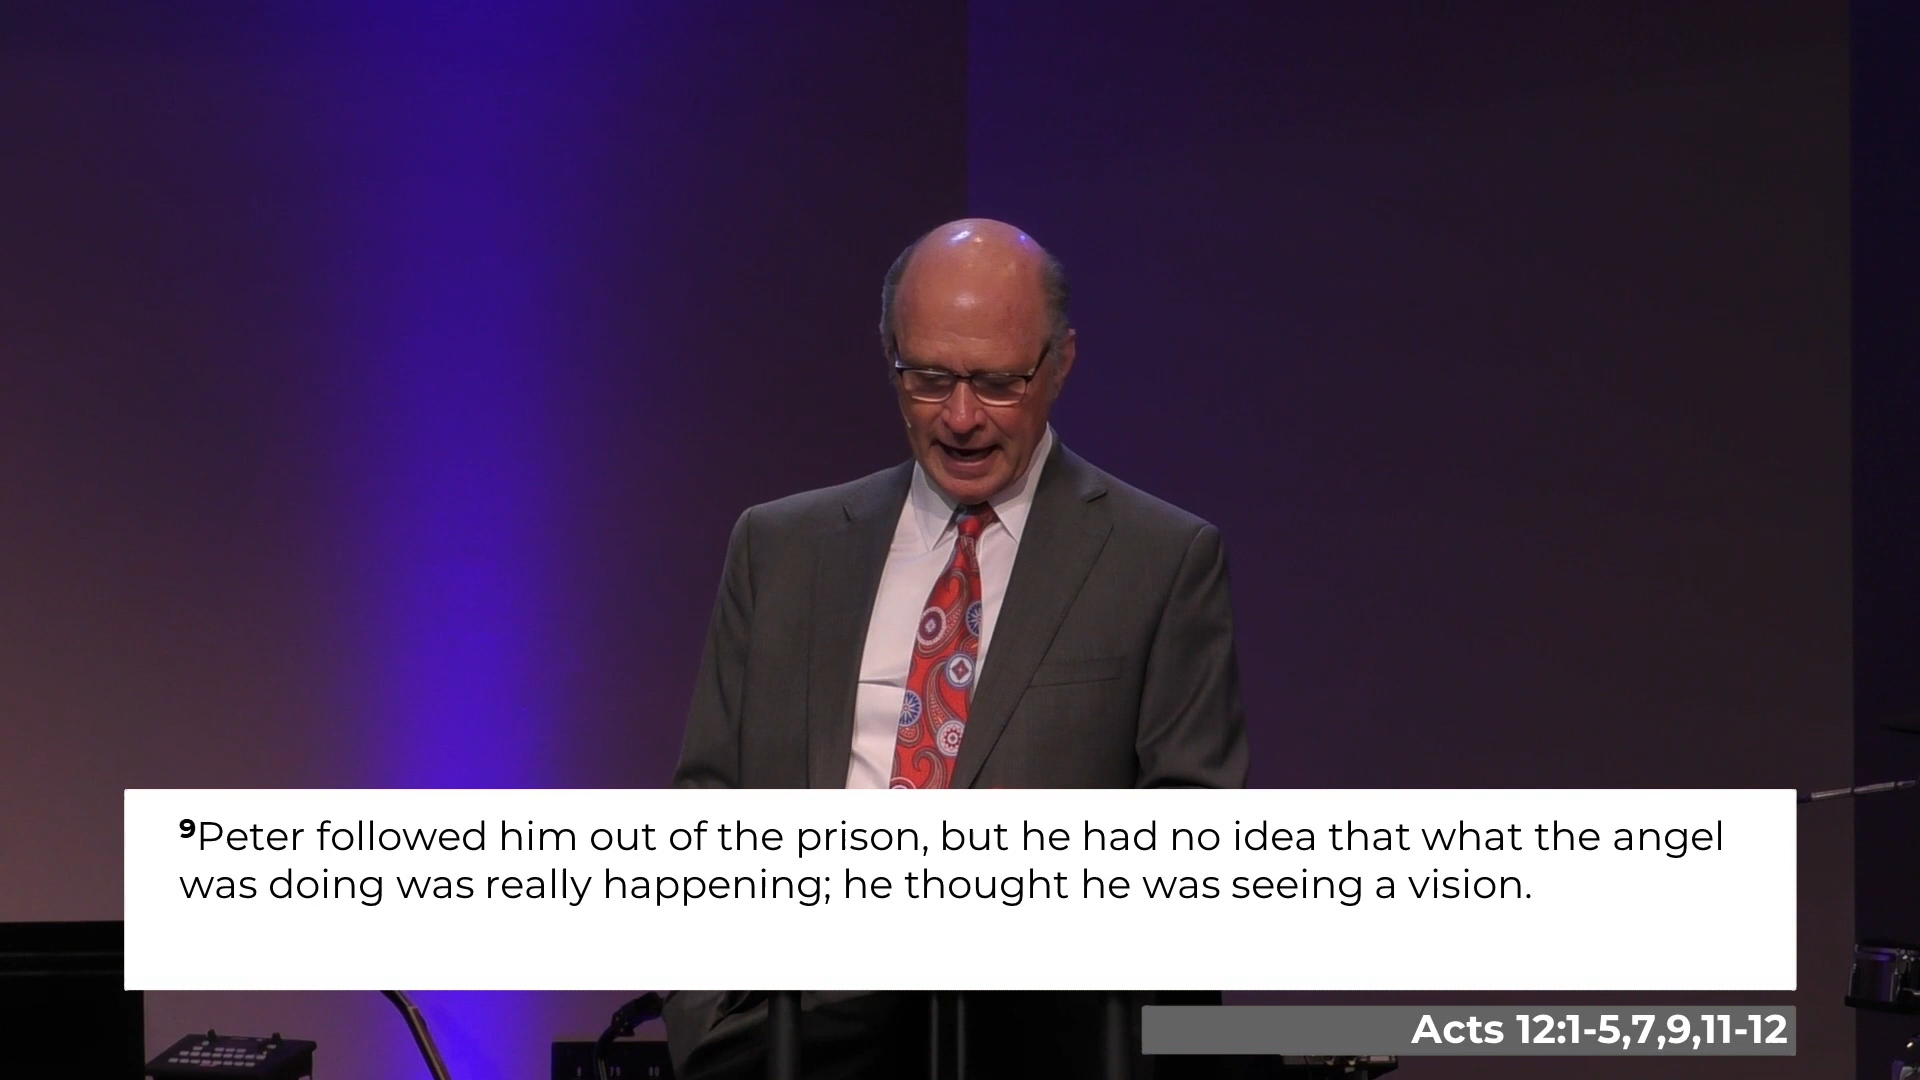 9Peter followed him out of the prison, but he had no idea that what the angel
was doing was really happening; he thought he was seeing a vision.
Acts 12:1-5,7,9,11-12